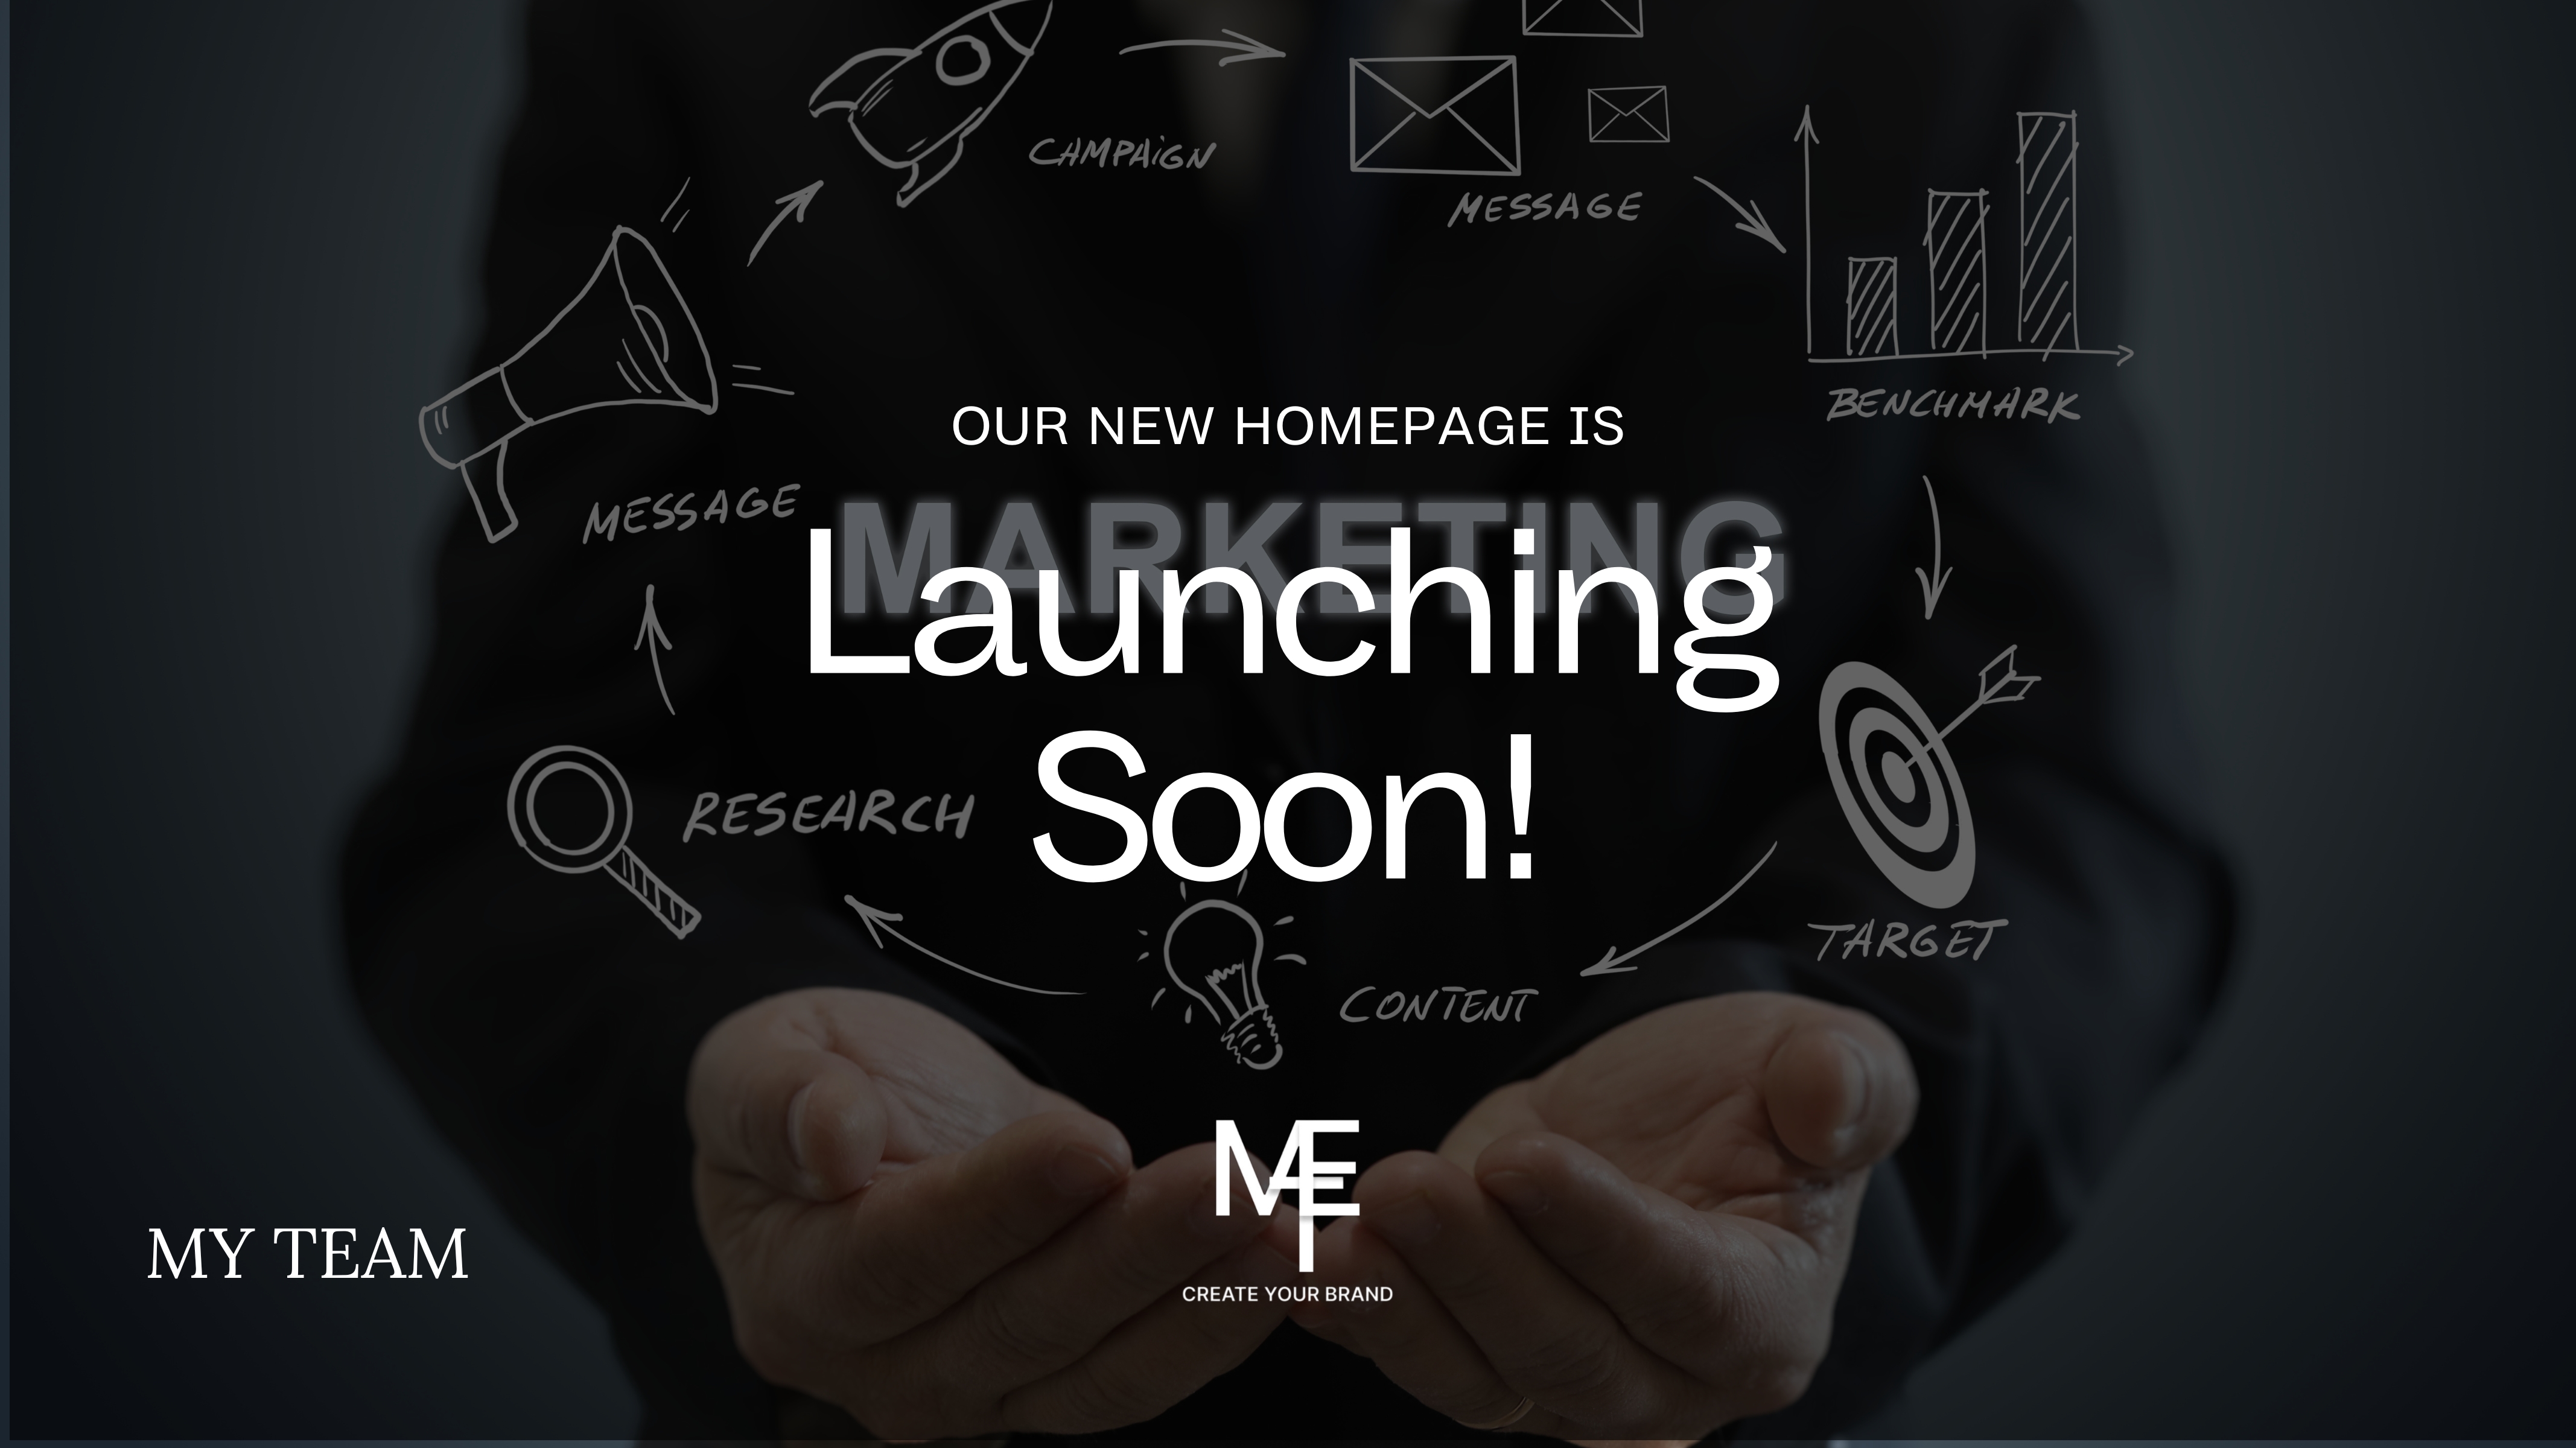 CAMPAiGN
MESSAGE
BENCHMARK
OUR NEW HOMEPAGE IS
MESSAGE
MARKETING
Launching
Soon!
RESEARCH
TARGET
CONTENT
MFE
MY TEAM
CREATE YOUR BRAND